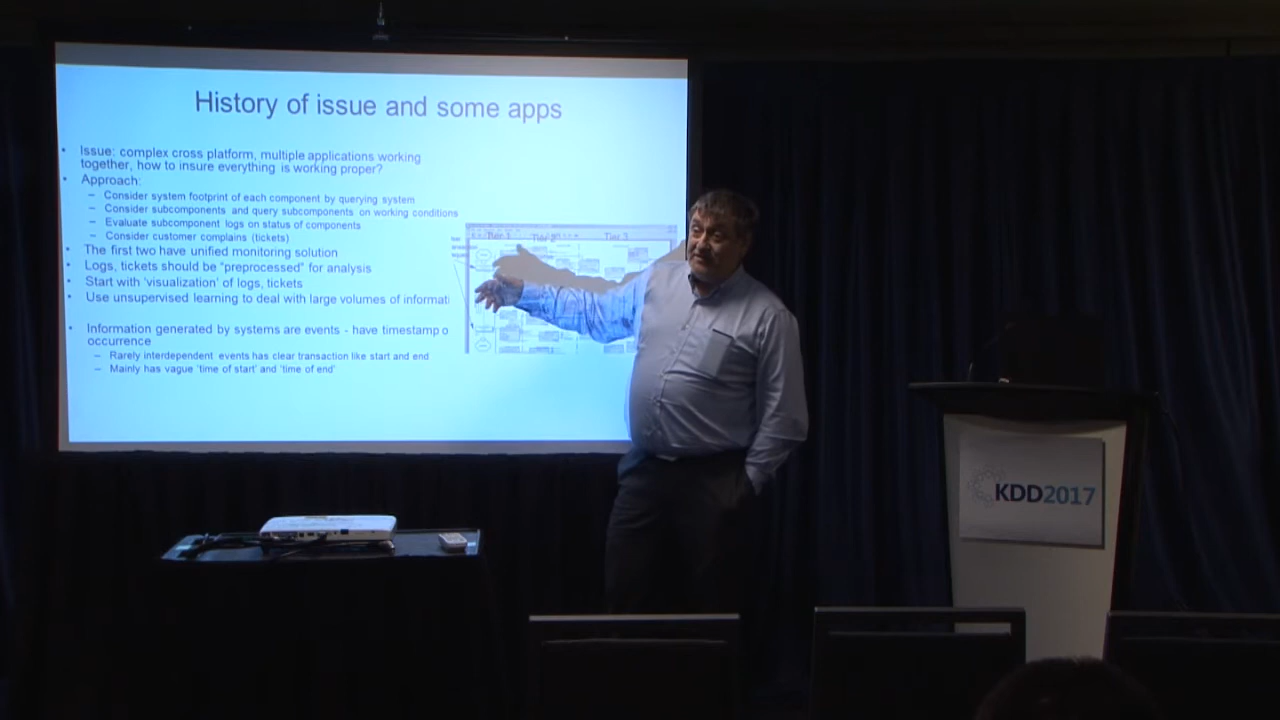 History of issue and some apps
• Issue: complex cross platform, multiple applications working
together, how to insure everything is working proper?
• Approach:
– Consider system footprint of each component by querying system
– Consider subcomponents and query subcomponents on working conditions
– Evaluate subcomponent logs on status of components
– Consider customer complains (tickets)
• The first two have unified monitoring solution
• Logs, tickets should be "preprocessed" for analysis
• Start with 'visualization' of logs, tickets
• Use unsupervised learning to deal with large volumes of informati
• Information generated by systems are events - have timestamp o
occurrence
– Rarely interdependent events has clear transaction like start and end
– Mainly has vague 'time of start' and 'time of end'
Tier 1 Tier 2 Tier 3
KDD2017